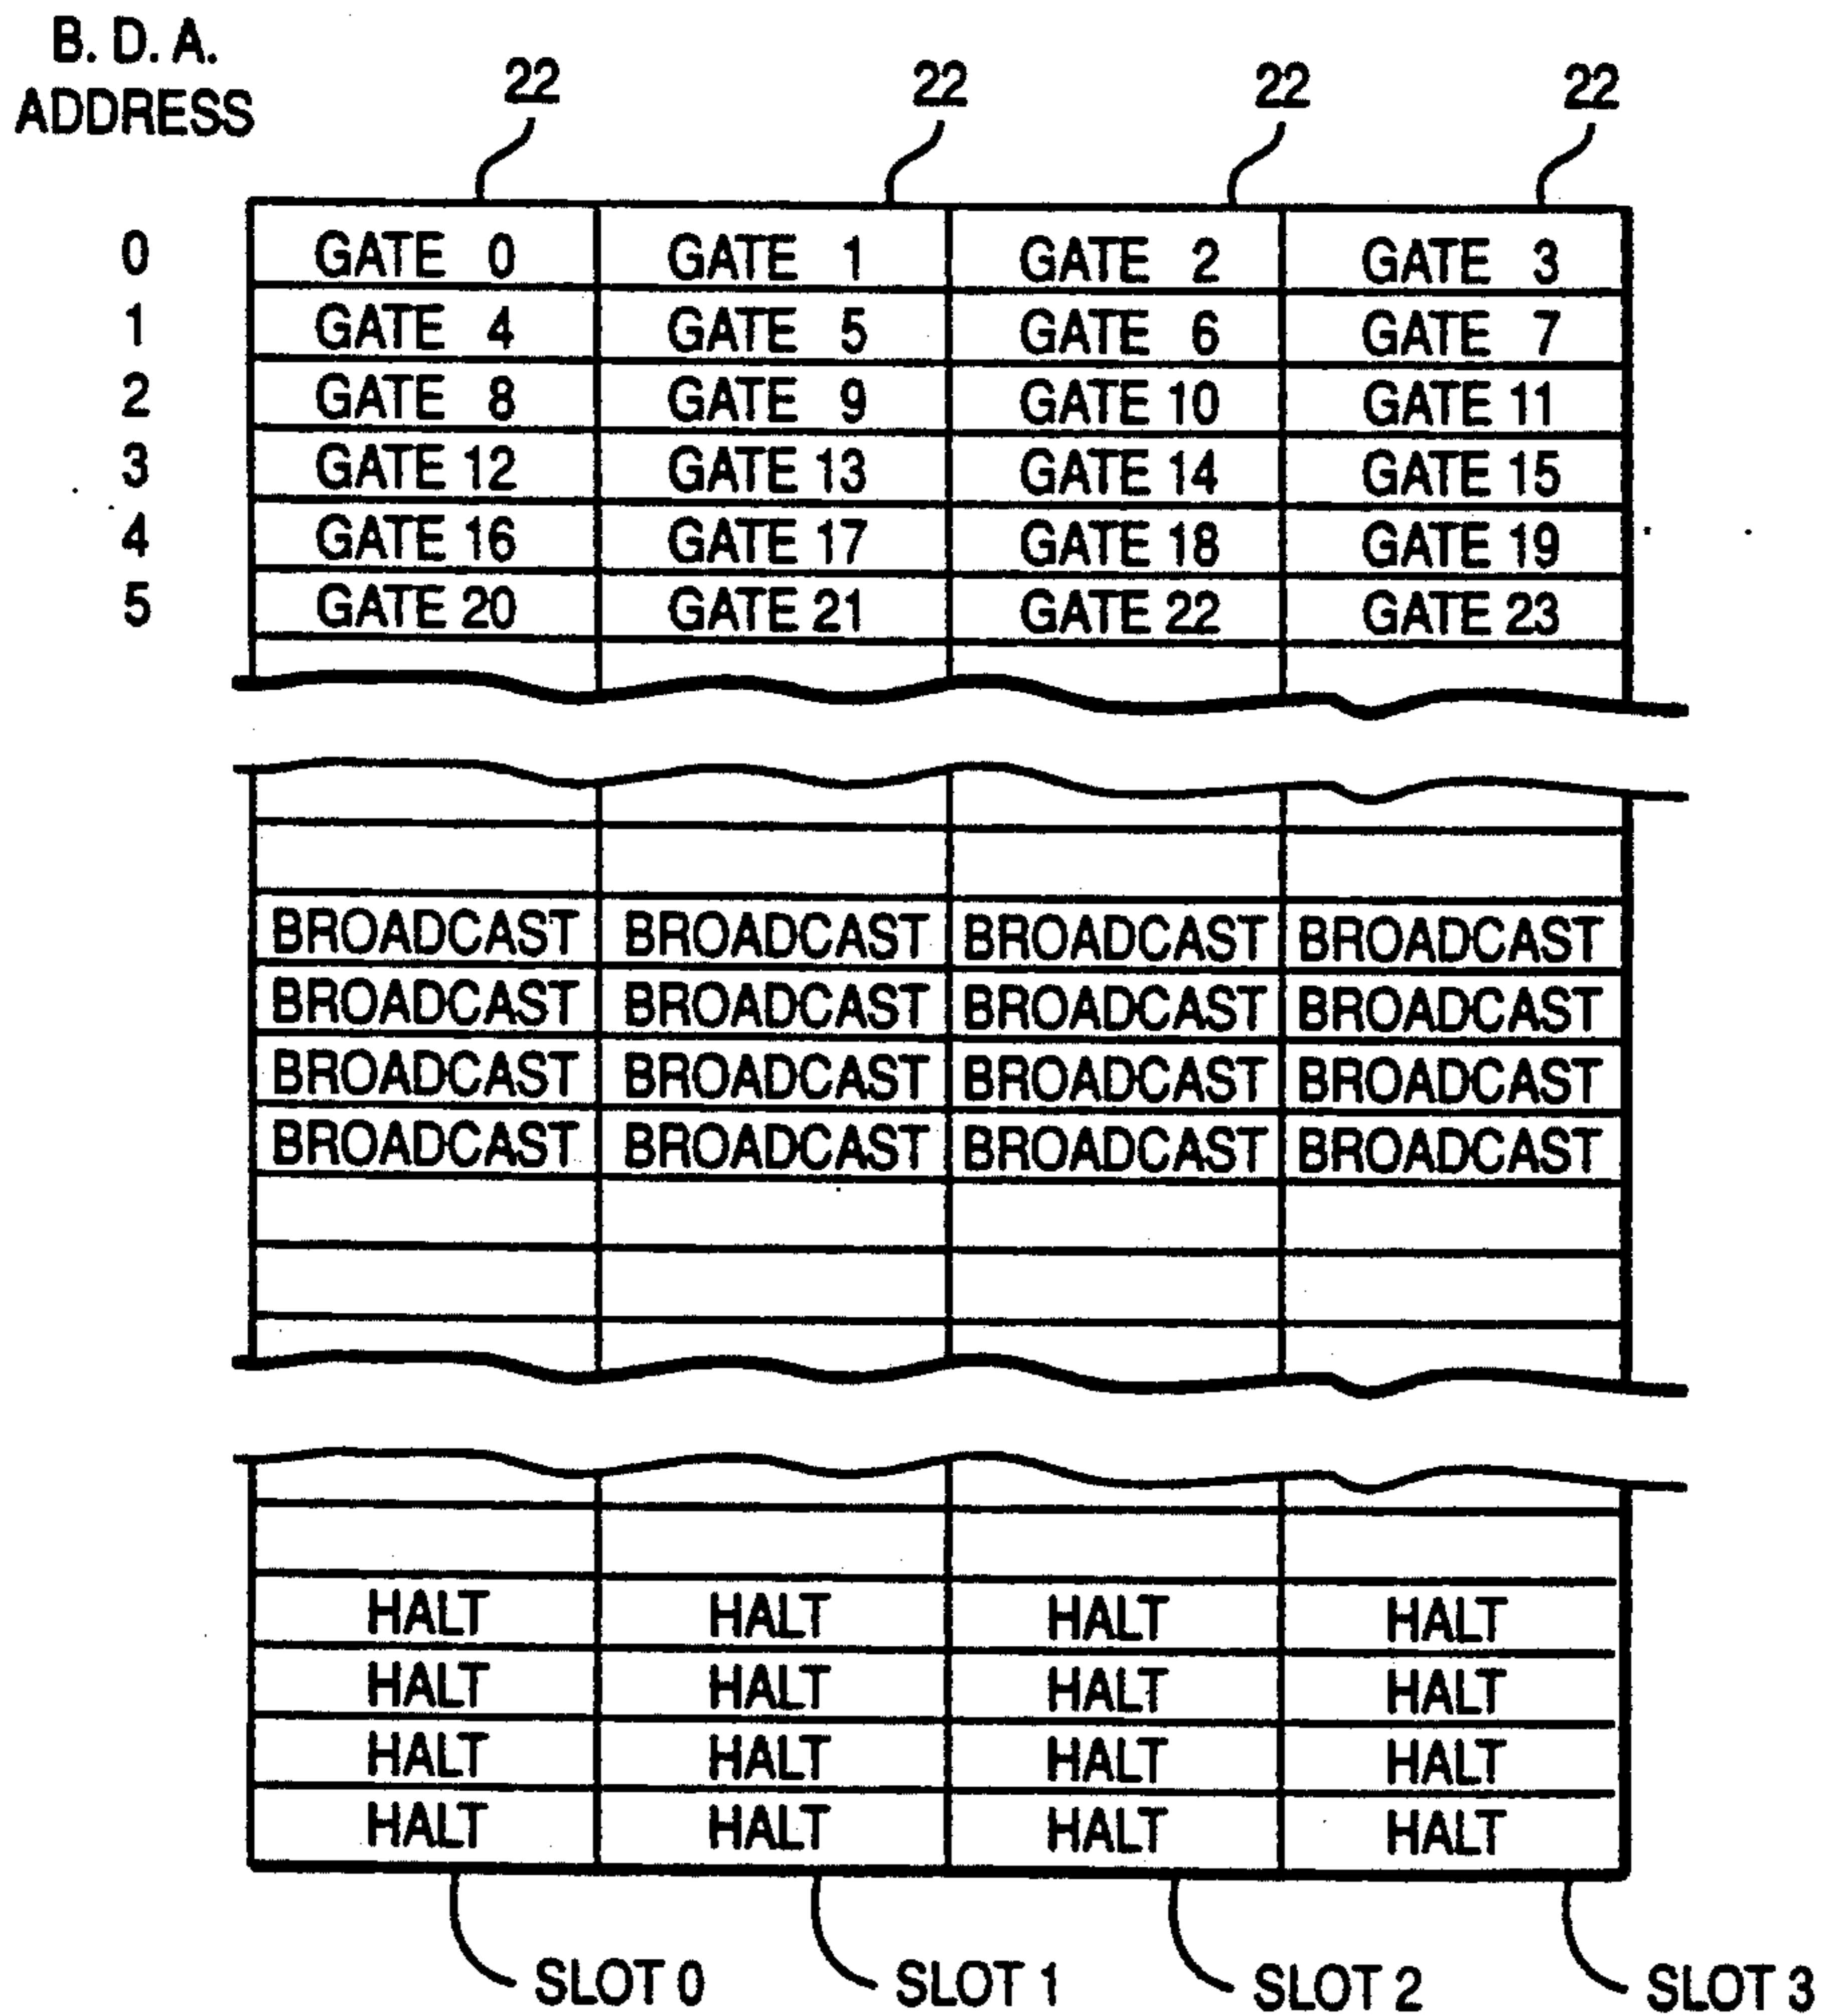 B. D. A.
ADDRESS
22 22 22 22
0 GATE 0 GATE 1 GATE 2 GATE 3
1 GATE 4 GATE 5 GATE 6 GATE 7
2 GATE 8 GATE 9 GATE 10 GATE 11
3 GATE 12 GATE 13 GATE 14 GATE 15
4 GATE 16 GATE 17 GATE 18 GATE 19
5 GATE 20 GATE 21 GATE 22 GATE 23
BROADCAST BROADCAST BROADCAST BROADCAST
BROADCAST BROADCAST BROADCAST BROADCAST
BROADCAST BROADCAST BROADCAST BROADCAST
BROADCAST BROADCAST BROADCAST BROADCAST
HALT HALT HALT HALT
HALT HALT HALT HALT
HALT HALT HALT HALT
HALT HALT HALT HALT
SLOT 0 SLOT 1 SLOT 2 SLOT 3